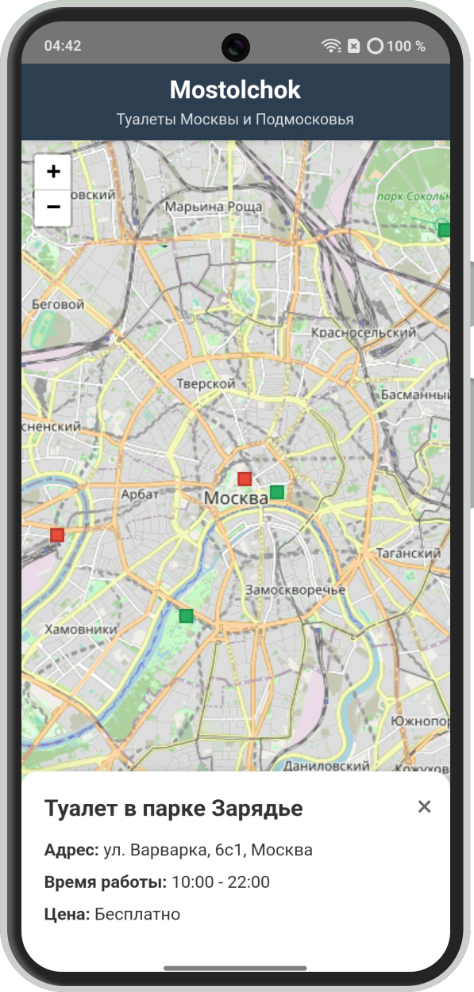 04:42
100 %
Mostolchok
Туалеты Москвы и Подмосковья
+
−
Марьина Роща
парк Соколь
Беговой
Красносельский
Тверской
Басманный
сненский
Арбат
Москва
Таганский
Замоскворечье
Хамовники
Южнопор
Даниловский
Кожухов
Туалет в парке Зарядье
×
Адрес: ул. Варварка, 6с1, Москва
Время работы: 10:00 - 22:00
Цена: Бесплатно